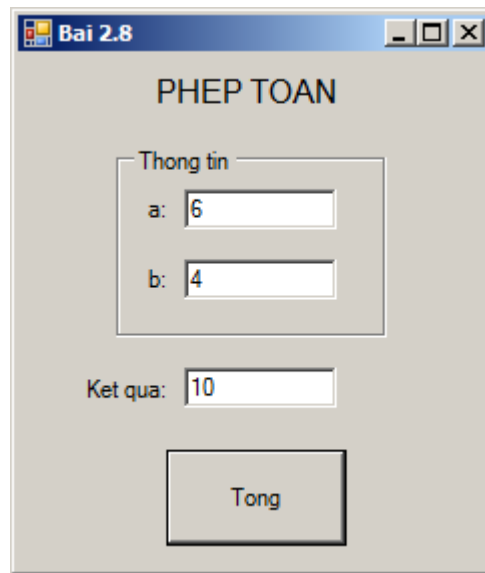 Bai 2.8
PHEP TOAN
Thong tin
a: 6
b: 4
Ket qua: 10
Tong